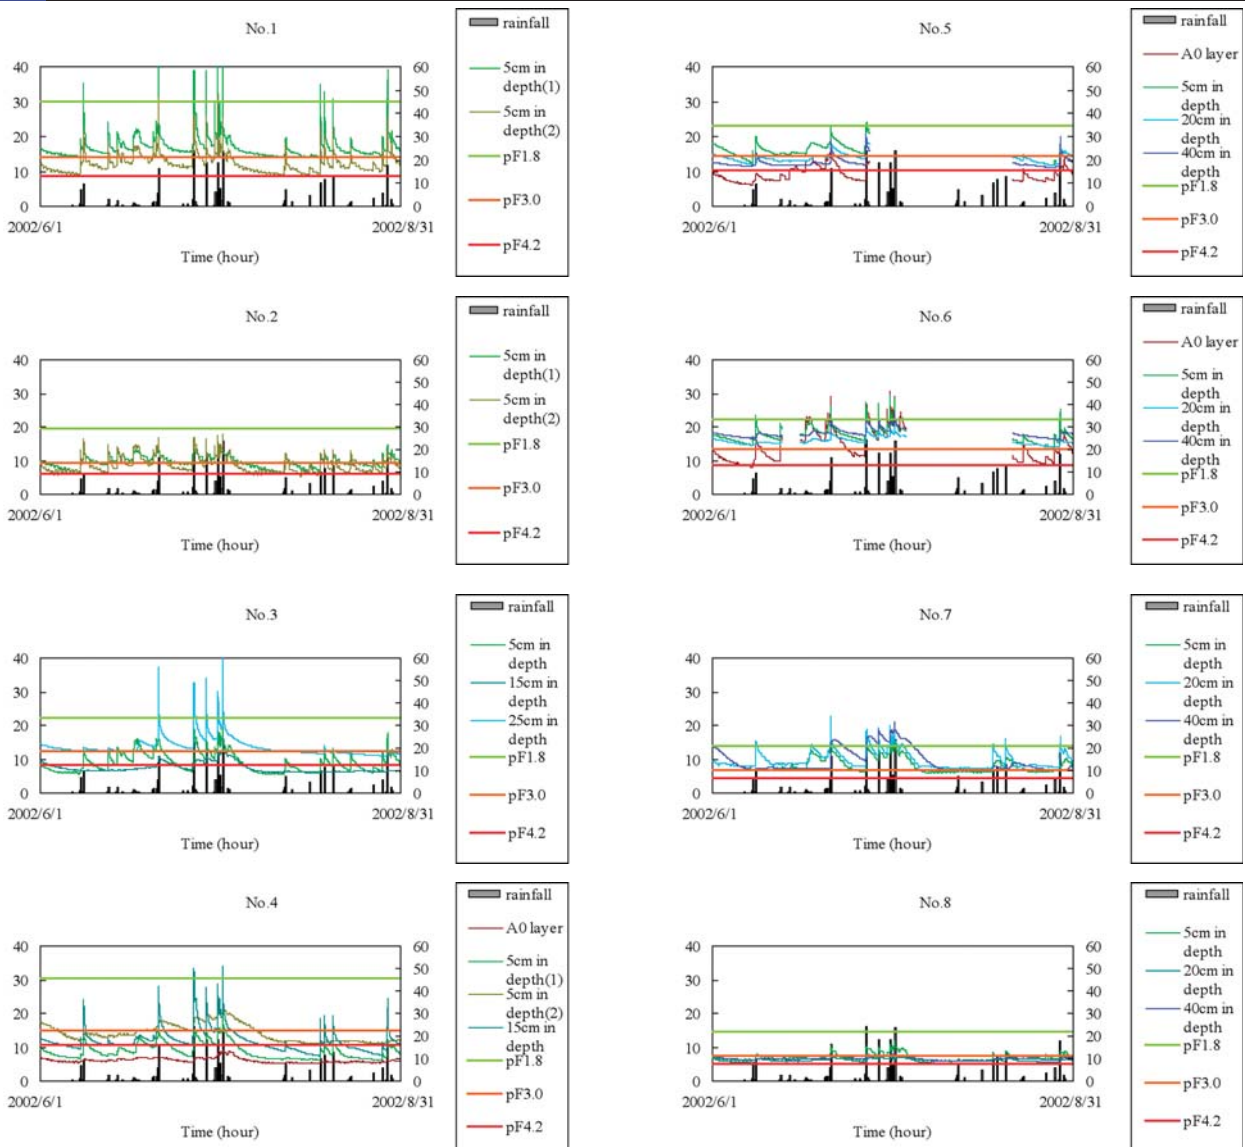 No.1
40
30
20
10
0
60
50
40
30
20
10
0
2002/6/1
2002/8/31
Time (hour)
rainfall
5cm in
depth(1)
5cm in
depth(2)
pF1.8
pF3.0
pF4.2
No.5
40
30
20
10
0
60
50
40
30
20
10
0
2002/6/1
2002/8/31
Time (hour)
rainfall
A0 layer
5cm in
depth
20cm in
depth
40cm in
depth
pF1.8
pF3.0
pF4.2
No.2
40
30
20
10
0
60
50
40
30
20
10
0
2002/6/1
2002/8/31
Time (hour)
rainfall
5cm in
depth(1)
5cm in
depth(2)
pF1.8
pF3.0
pF4.2
No.6
40
30
20
10
0
60
50
40
30
20
10
0
2002/6/1
2002/8/31
Time (hour)
rainfall
A0 layer
5cm in
depth
20cm in
depth
40cm in
depth
pF1.8
pF3.0
pF4.2
No.3
40
30
20
10
0
60
50
40
30
20
10
0
2002/6/1
2002/8/31
Time (hour)
rainfall
5cm in
depth
15cm in
depth
25cm in
depth
pF1.8
pF3.0
pF4.2
No.7
40
30
20
10
0
60
50
40
30
20
10
0
2002/6/1
2002/8/31
Time (hour)
rainfall
5cm in
depth
20cm in
depth
40cm in
depth
pF1.8
pF3.0
pF4.2
No.4
40
30
20
10
0
60
50
40
30
20
10
0
2002/6/1
2002/8/31
Time (hour)
rainfall
A0 layer
5cm in
depth(1)
5cm in
depth(2)
15cm in
depth
pF1.8
pF3.0
pF4.2
No.8
40
30
20
10
0
60
50
40
30
20
10
0
2002/6/1
2002/8/31
Time (hour)
rainfall
5cm in
depth
20cm in
depth
40cm in
depth
pF1.8
pF3.0
pF4.2